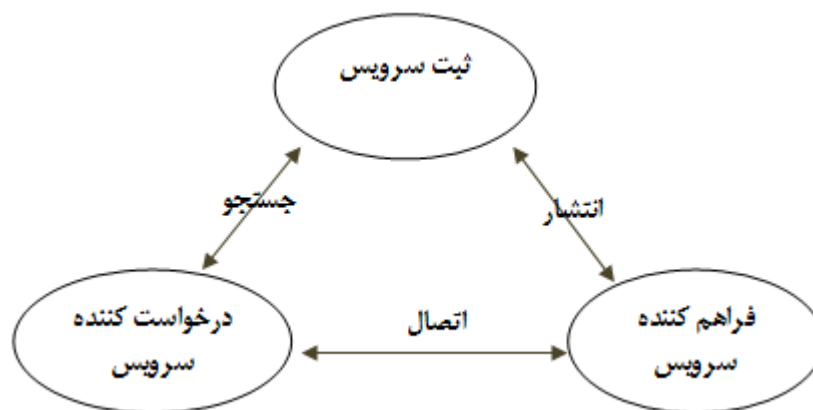 ثبت سرویس
جستجو
انتشار
درخواست کننده
سرویس
اتصال
فراهم کننده
سرویس